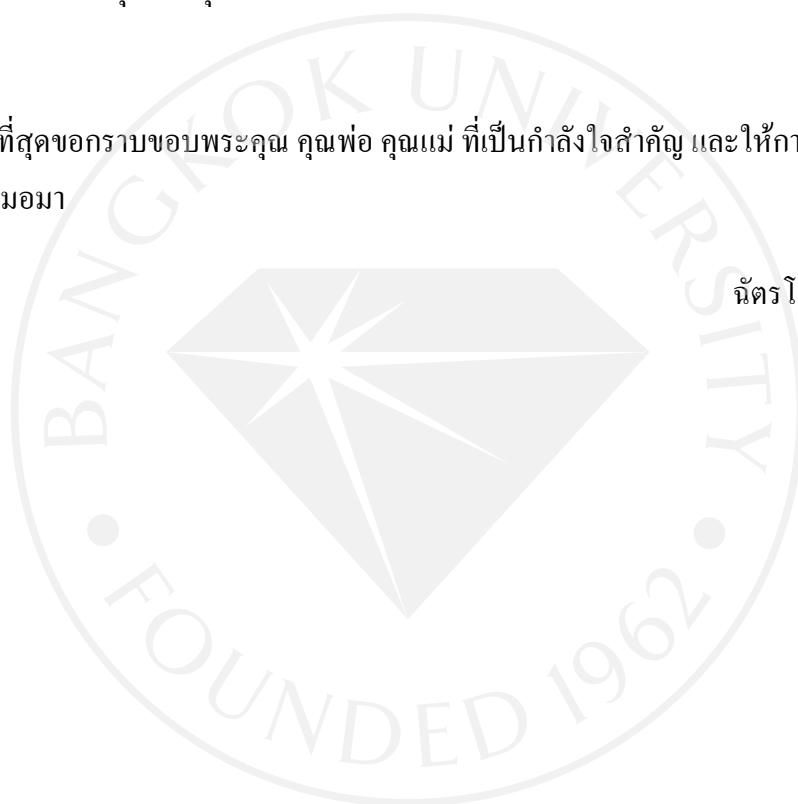 ที่สุดขอกราบขอบพระคุณ คุณพ่อ คุณแม่ ที่เป็นกำลังใจสำคัญ และให้กา
มอมา
ฉัตรโ
BANGKOK UNIVERSITY
FOUNDED 1962